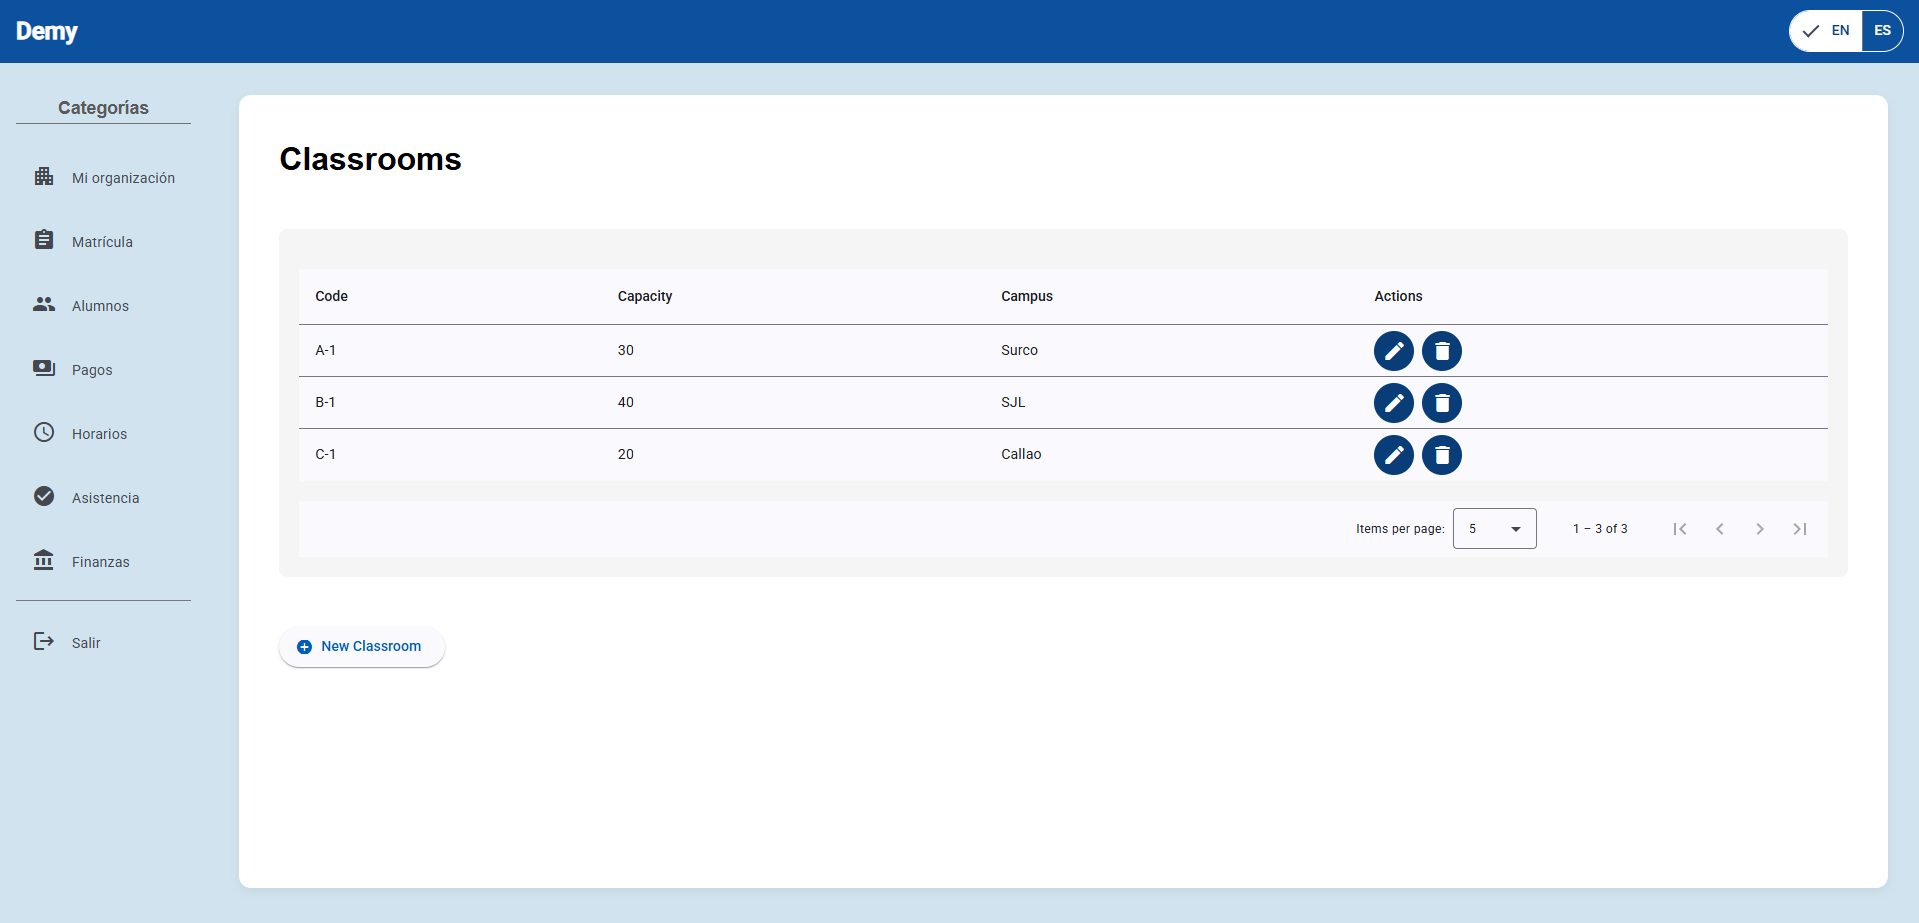 Demy
EN ES
Categorías
Mi organización
Matrícula
Alumnos
Pagos
Horarios
Asistencia
Finanzas
Salir
Classrooms
Code Capacity Campus Actions
A-1 30 Surco
B-1 40 SJL
C-1 20 Callao
Items per page: 5 1 – 3 of 3
New Classroom